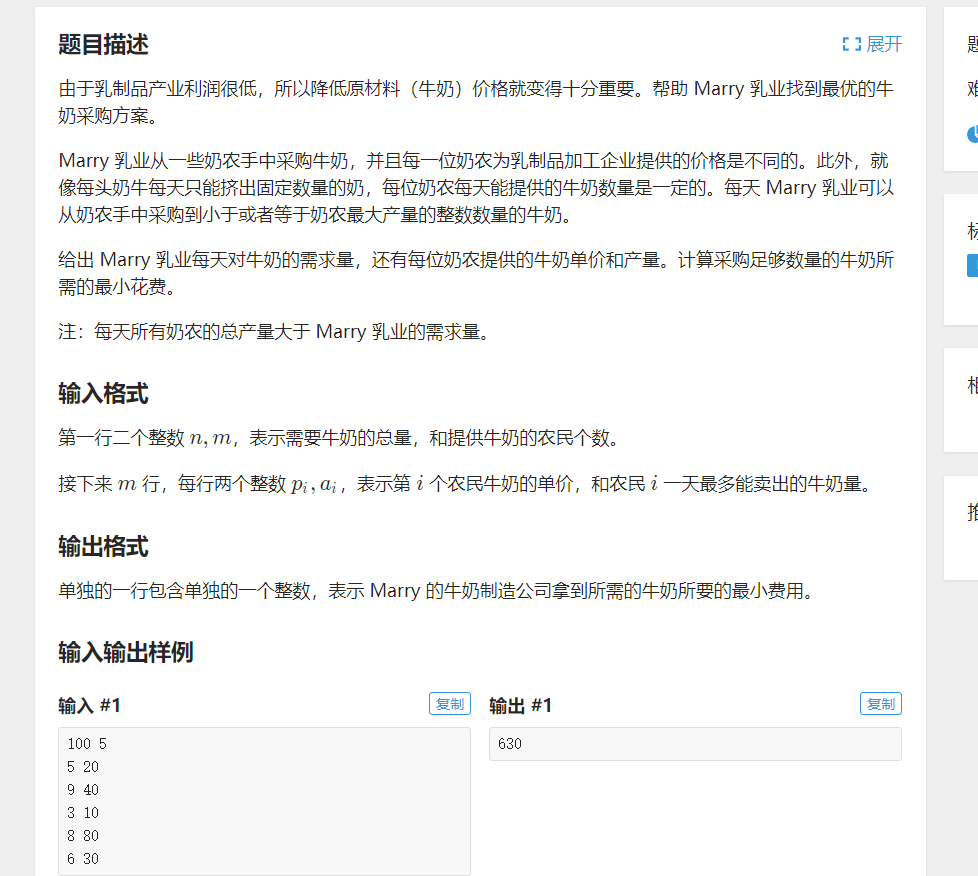 题目描述
展开
由于乳制品产业利润很低，所以降低原材料（牛奶）价格就变得十分重要。帮助 Marry 乳业找到最优的牛
奶采购方案。
Marry 乳业从一些奶农手中采购牛奶，并且每一位奶农为乳制品加工企业提供的价格是不同的。此外，就
像每头奶牛每天只能挤出固定数量的奶，每位奶农每天能提供的牛奶数量是一定的。每天 Marry 乳业可以
从奶农手中采购到小于或者等于奶农最大产量的整数数量的牛奶。
给出 Marry 乳业每天对牛奶的需求量，还有每位奶农提供的牛奶单价和产量。计算采购足够数量的牛奶所
需的最小花费。
注：每天所有奶农的总产量大于 Marry 乳业的需求量。
输入格式
第一行二个整数 n, m，表示需要牛奶的总量，和提供牛奶的农民个数。
接下来 m 行，每行两个整数 pᵢ, aᵢ，表示第 i 个农民牛奶的单价，和农民 i 一天最多能卖出的牛奶量。
输出格式
单独的一行包含单独的一个整数，表示 Marry 的牛奶制造公司拿到所需的牛奶所要的最小费用。
输入输出样例
输入 #1
复制
100 5
5 20
9 40
3 10
8 80
6 30
输出 #1
复制
630